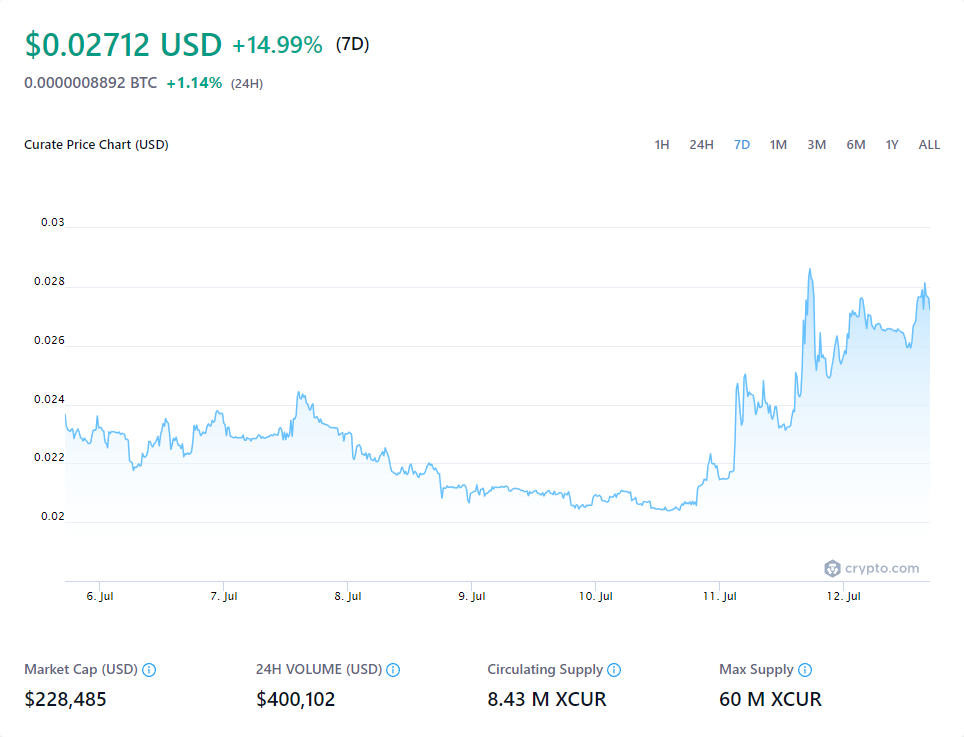 $0.02712 USD +14.99% (7D)
0.0000008892 BTC +1.14% (24H)
Curate Price Chart (USD) 1H 24H 7D 1M 3M 6M 1Y ALL
0.03
0.028
0.026
0.024
0.022
0.02
crypto.com
6. Jul 7. Jul 8. Jul 9. Jul 10. Jul 11. Jul 12. Jul
Market Cap (USD) 24H VOLUME (USD) Circulating Supply Max Supply
$228,485 $400,102 8.43 M XCUR 60 M XCUR